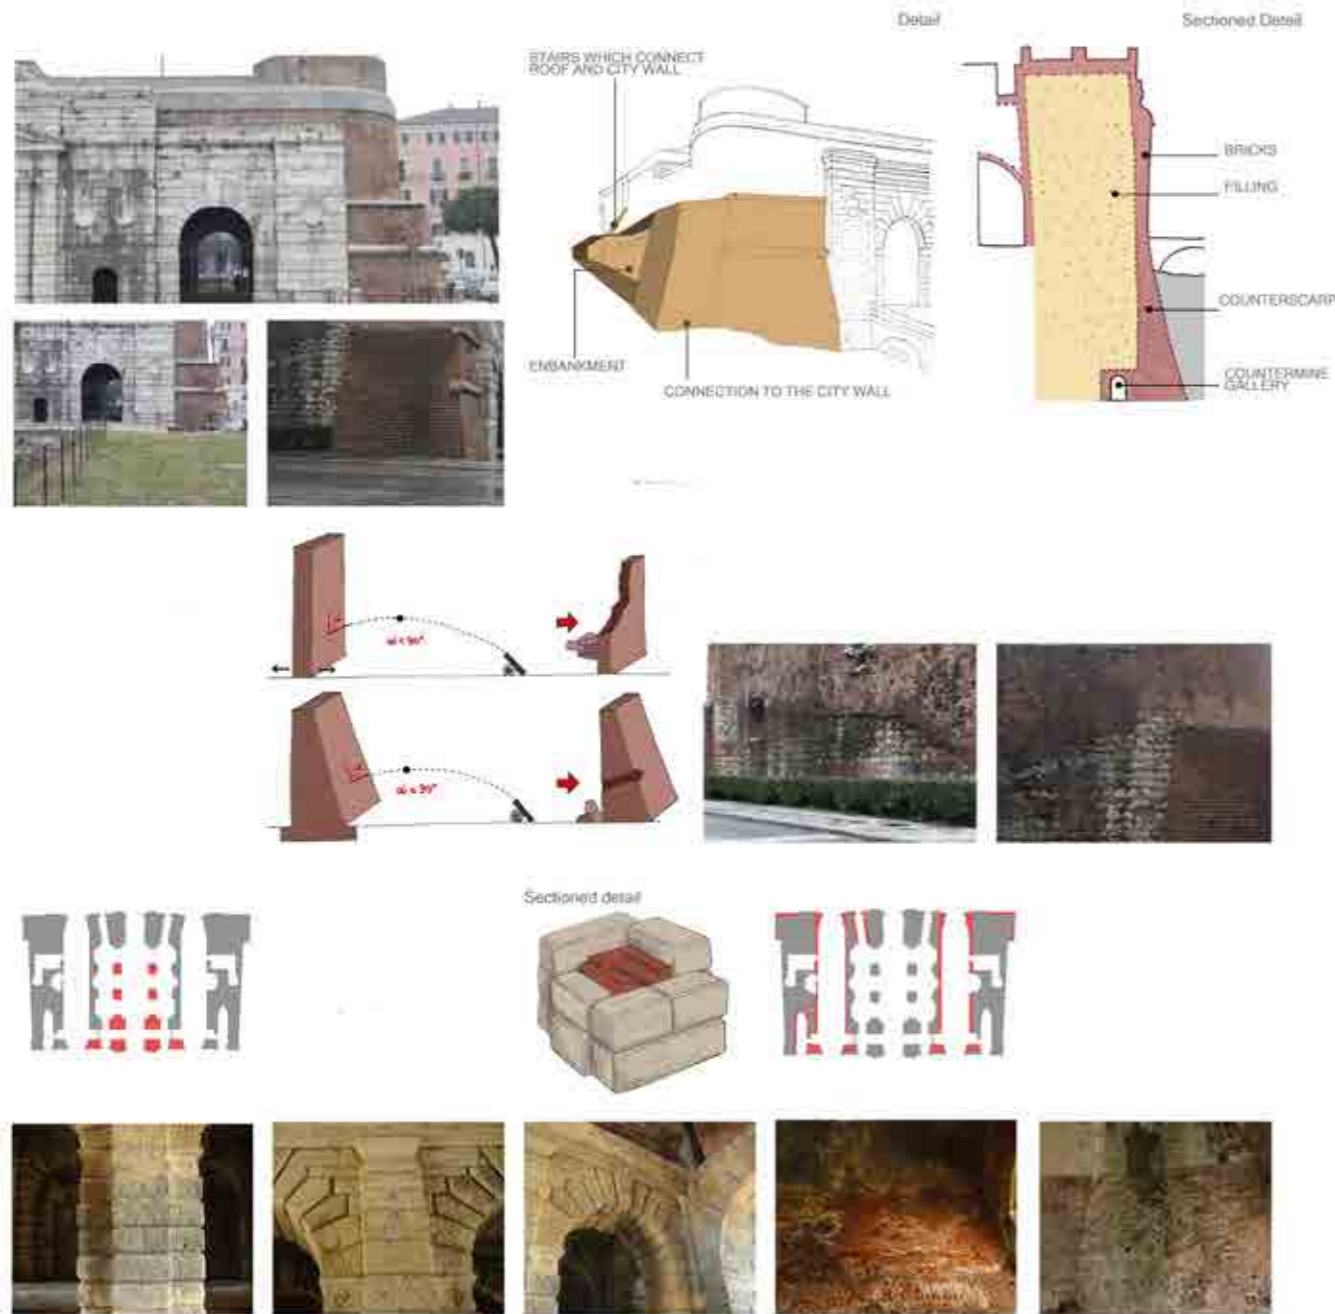 Detail
Sectioned Detail
STAIRS WHICH CONNECT
ROOF AND CITY WALL
ENBANKMENT
CONNECTION TO THE CITY WALL
BRICKS
FILLING
COUNTERSCARP
COUNTERMINE
GALLERY
Sectioned detail